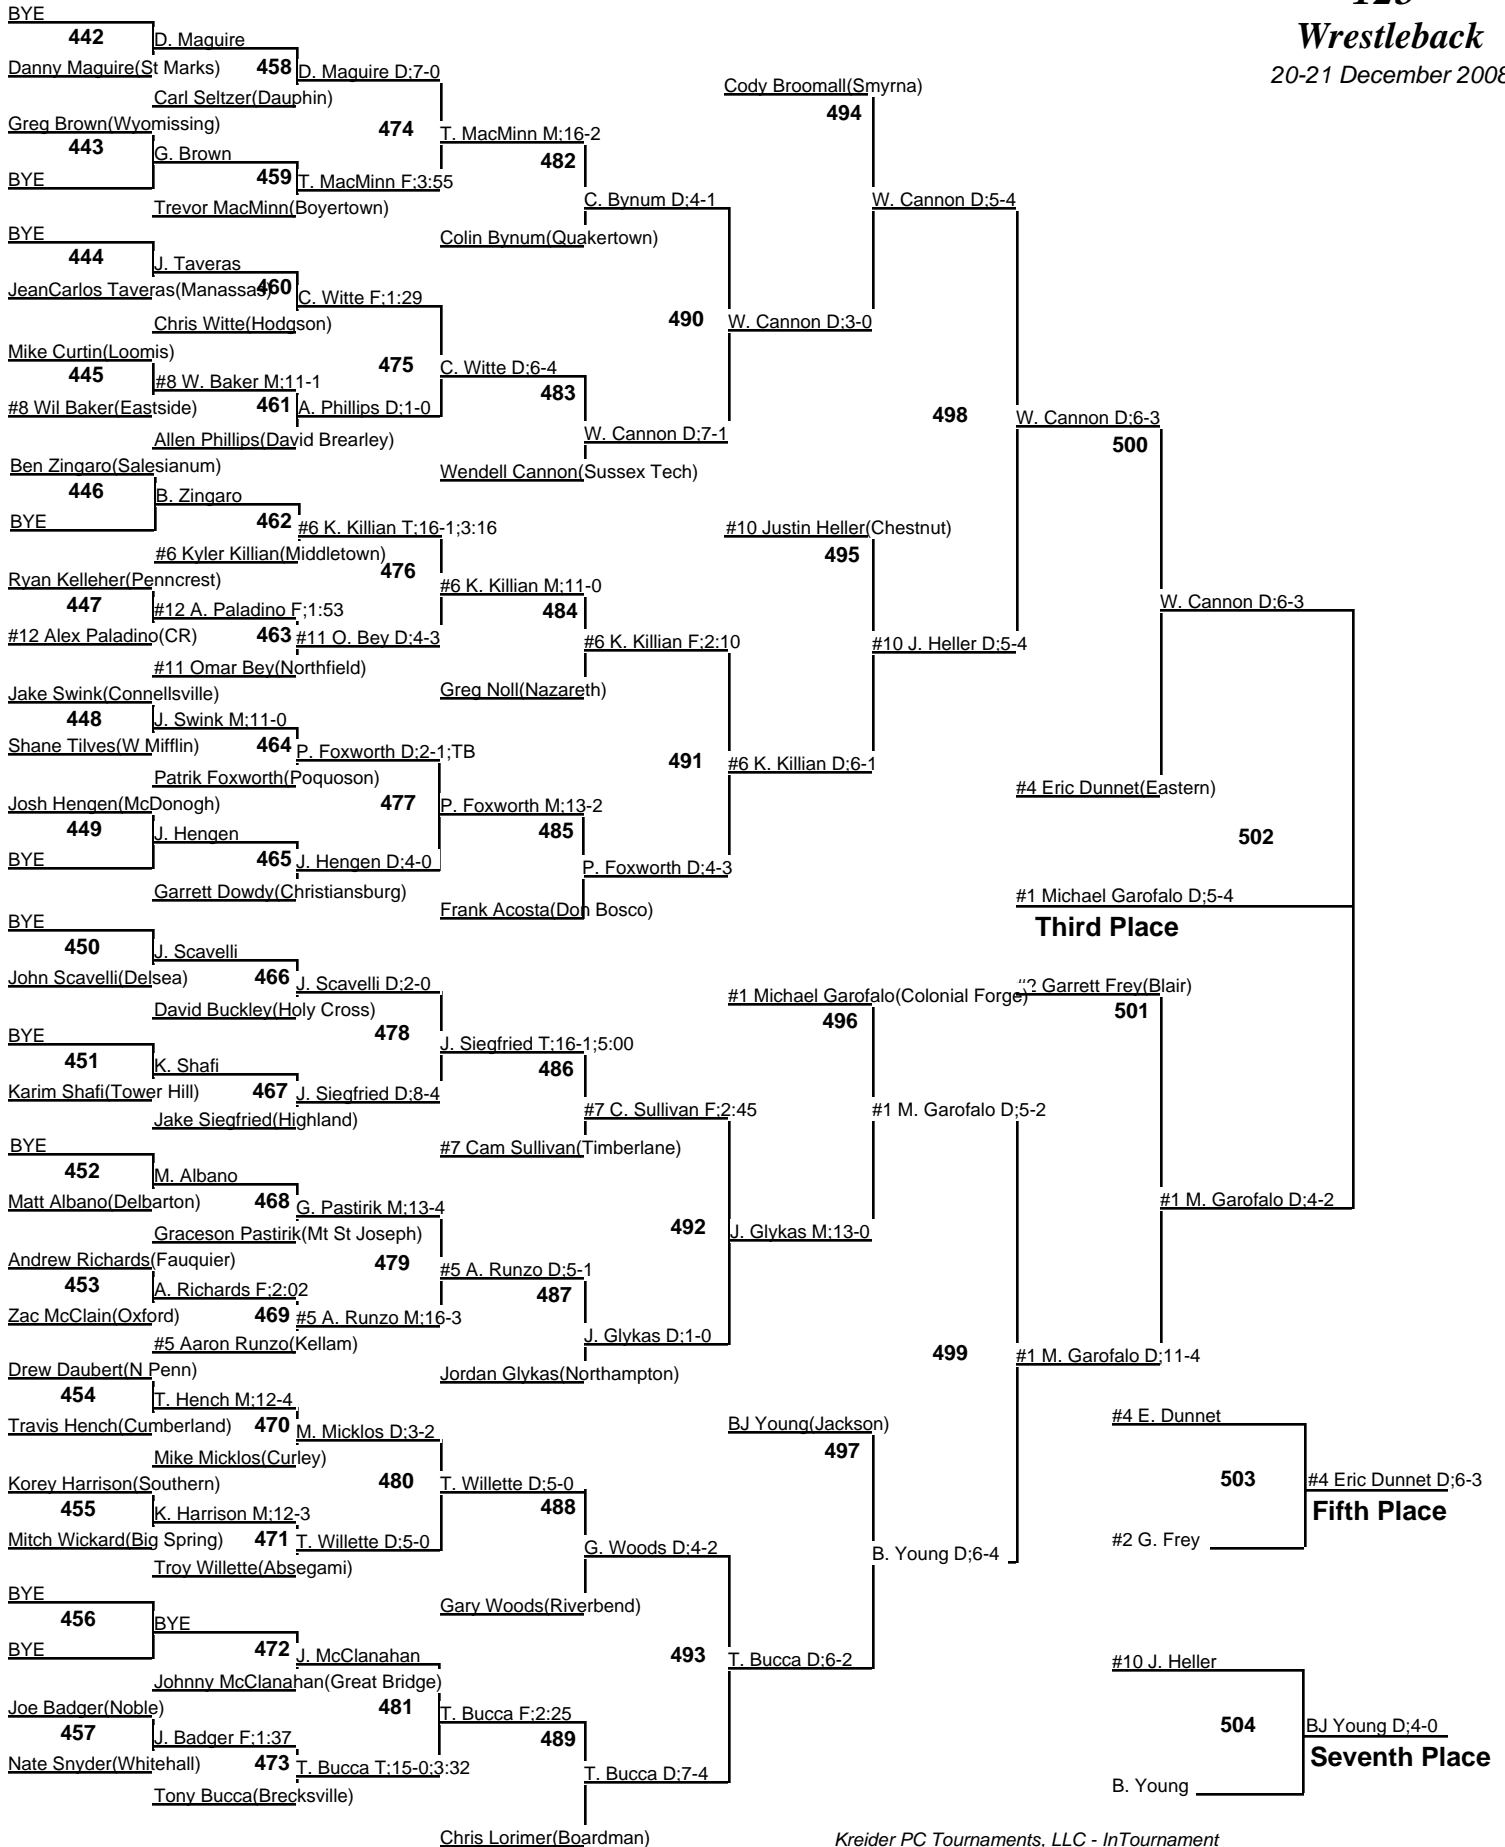 Wrestleback
20-21 December 2008
BYE
442
D. Maguire
Danny Maguire(St Marks)
458
D. Maguire D;7-0
Carl Seltzer(Dauphin)
Greg Brown(Wyomissing)
443
G. Brown
BYE
459
T. MacMinn F;3:55
Trevor MacMinn(Boyertown)
474
T. MacMinn M;16-2
482
C. Bynum D;4-1
Colin Bynum(Quakertown)
BYE
444
J. Taveras
JeanCarlos Taveras(Manassas)
460
C. Witte F;1:29
Chris Witte(Hodgson)
Mike Curtin(Loomis)
445
#8 W. Baker M;11-1
#8 Wil Baker(Eastside)
461
A. Phillips D;1-0
Allen Phillips(David Brearley)
475
C. Witte D;6-4
483
W. Cannon D;7-1
Wendell Cannon(Sussex Tech)
490
W. Cannon D;3-0
Cody Broomall(Smyrna)
494
W. Cannon D;5-4
Ben Zingaro(Salesianum)
446
B. Zingaro
BYE
462
#6 K. Killian T;16-1;3:16
#6 Kyler Killian(Middletown)
476
Ryan Kelleher(Penncrest)
447
#12 A. Paladino F;1:53
#12 Alex Paladino(CR)
463
#11 O. Bey D;4-3
#11 Omar Bey(Northfield)
#6 K. Killian M;11-0
484
#6 K. Killian F;2:10
Greg Noll(Nazareth)
Jake Swink(Connellsville)
448
J. Swink M;11-0
Shane Tilves(W Mifflin)
464
P. Foxworth D;2-1;TB
Patrik Foxworth(Poquoson)
Josh Hengen(McDonogh)
449
J. Hengen
BYE
465
J. Hengen D;4-0
Garrett Dowdy(Christiansburg)
477
P. Foxworth M;13-2
485
P. Foxworth D;4-3
Frank Acosta(Don Bosco)
491
#6 K. Killian D;6-1
#10 Justin Heller(Chestnut)
495
#10 J. Heller D;5-4
498
W. Cannon D;6-3
500
W. Cannon D;6-3
#4 Eric Dunnet(Eastern)
502
#1 Michael Garofalo D;5-4
Third Place
BYE
450
J. Scavelli
John Scavelli(Delsea)
466
J. Scavelli D;2-0
David Buckley(Holy Cross)
478
BYE
451
K. Shafi
Karim Shafi(Tower Hill)
467
J. Siegfried D;8-4
Jake Siegfried(Highland)
J. Siegfried T;16-1;5:00
486
#7 C. Sullivan F;2:45
#7 Cam Sullivan(Timberlane)
BYE
452
M. Albano
Matt Albano(Delbarton)
468
G. Pastirik M;13-4
Graceson Pastirik(Mt St Joseph)
Andrew Richards(Fauquier)
453
A. Richards F;2:02
Zac McClain(Oxford)
469
#5 A. Runzo M;16-3
#5 Aaron Runzo(Kellam)
479
#5 A. Runzo D;5-1
487
J. Glykas D;1-0
Jordan Glykas(Northampton)
492
J. Glykas M;13-0
#1 Michael Garofalo(Colonial Forge)
496
#1 M. Garofalo D;5-2
Garrett Frey(Blair)
501
#1 M. Garofalo D;4-2
Drew Daubert(N Penn)
454
T. Hench M;12-4
Travis Hench(Cumberland)
470
M. Micklos D;3-2
Mike Micklos(Curley)
Korey Harrison(Southern)
455
K. Harrison M;12-3
Mitch Wickard(Big Spring)
471
T. Willette D;5-0
Troy Willette(Absegami)
480
T. Willette D;5-0
488
G. Woods D;4-2
Gary Woods(Riverbend)
BYE
456
BYE
BYE
472
J. McClanahan
Johnny McClanahan(Great Bridge)
481
Joe Badger(Noble)
457
J. Badger F;1:37
Nate Snyder(Whitehall)
473
T. Bucca T;15-0;3:32
Tony Bucca(Brecksville)
T. Bucca F;2:25
489
T. Bucca D;7-4
Chris Lorimer(Boardman)
493
T. Bucca D;6-2
BJ Young(Jackson)
497
B. Young D;6-4
499
#1 M. Garofalo D;11-4
#4 E. Dunnet
503
#4 Eric Dunnet D;6-3
Fifth Place
#2 G. Frey
#10 J. Heller
504
BJ Young D;4-0
Seventh Place
B. Young
Kreider PC Tournaments, LLC - InTournament